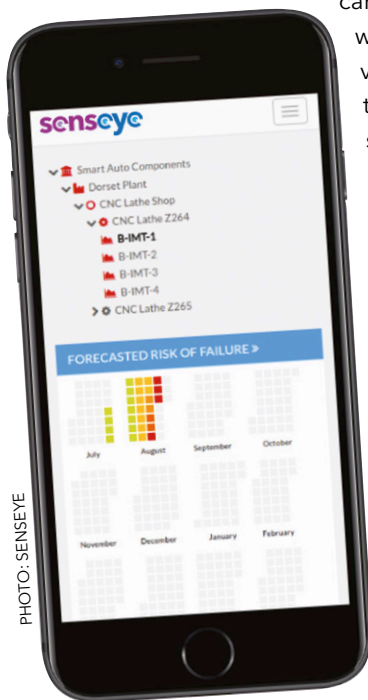 senseye
Smart Auto Components
Dorset Plant
CNC Lathe Shop
CNC Lathe Z264
B-IMT-1
B-IMT-2
B-IMT-3
B-IMT-4
CNC Lathe Z265
FORECASTED RISK OF FAILURE »
July August September October
November December January February
PHOTO: SENSEYE